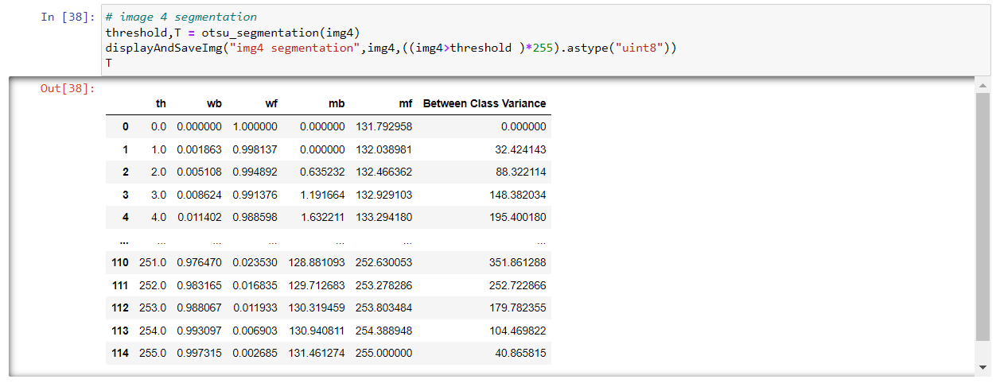 In [38]: # image 4 segmentation
threshold,T = otsu_segmentation(img4)
displayAndSaveImg("img4 segmentation",img4,((img4>threshold )*255).astype("uint8"))
T
Out[38]:
th wb wf mb mf Between Class Variance
0 0.0 0.000000 1.000000 0.000000 131.792958 0.000000
1 1.0 0.001863 0.998137 0.000000 132.038981 32.424143
2 2.0 0.005108 0.994892 0.635232 132.466362 88.322114
3 3.0 0.008624 0.991376 1.191664 132.929103 148.382034
4 4.0 0.011402 0.988598 1.632211 133.294180 195.400180
... ... ... ... ... ... ...
110 251.0 0.976470 0.023530 128.881093 252.630053 351.861288
111 252.0 0.983165 0.016835 129.712683 253.278286 252.722866
112 253.0 0.988067 0.011933 130.319459 253.803484 179.782355
113 254.0 0.993097 0.006903 130.940811 254.388948 104.469822
114 255.0 0.997315 0.002685 131.461274 255.000000 40.865815